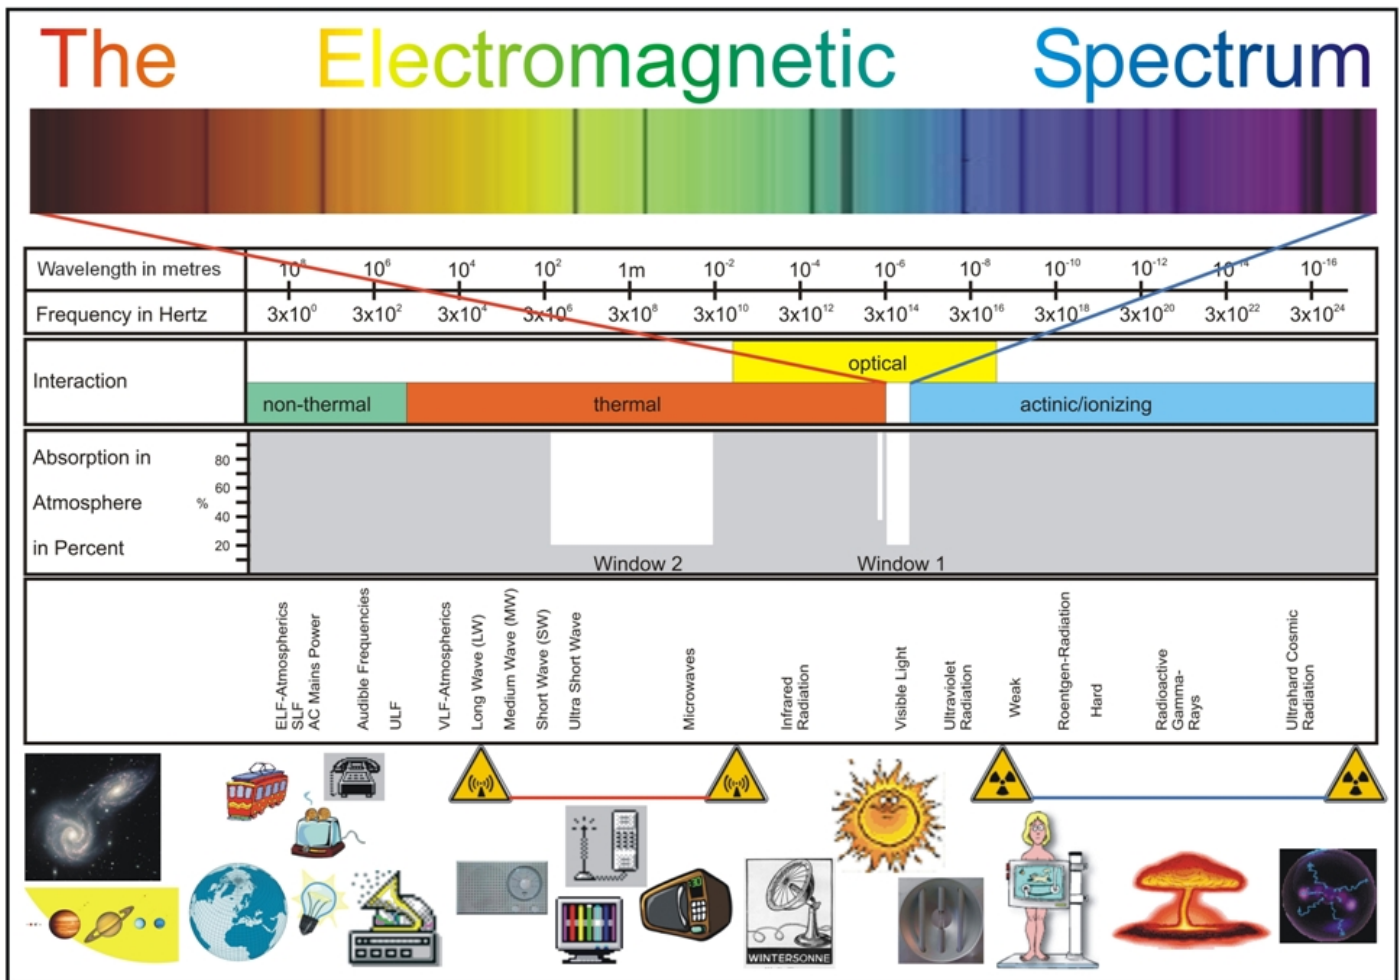 The Electromagnetic Spectrum
Wavelength in metres 10⁸ 10⁶ 10⁴ 10² 1m 10⁻² 10⁻⁴ 10⁻⁶ 10⁻⁸ 10⁻¹⁰ 10⁻¹² 10⁻¹⁴ 10⁻¹⁶
Frequency in Hertz 3x10⁰ 3x10² 3x10⁴ 3x10⁶ 3x10⁸ 3x10¹⁰ 3x10¹² 3x10¹⁴ 3x10¹⁶ 3x10¹⁸ 3x10²⁰ 3x10²² 3x10²⁴
Interaction
optical
non-thermal thermal actinic/ionizing
Absorption in
Atmosphere
in Percent
%
80
60
40
20
Window 2 Window 1
ELF-Atmospherics
SLF
AC Mains Power
Audible Frequencies
ULF
VLF-Atmospherics
Long Wave (LW)
Medium Wave (MW)
Short Wave (SW)
Ultra Short Wave
Microwaves
Infrared
Radiation
Visible Light
Ultraviolet
Radiation
Weak
Roentgen-Radiation
Hard
Radioactive
Gamma-
Rays
Ultrahard Cosmic
Radiation
WINTERSONNE